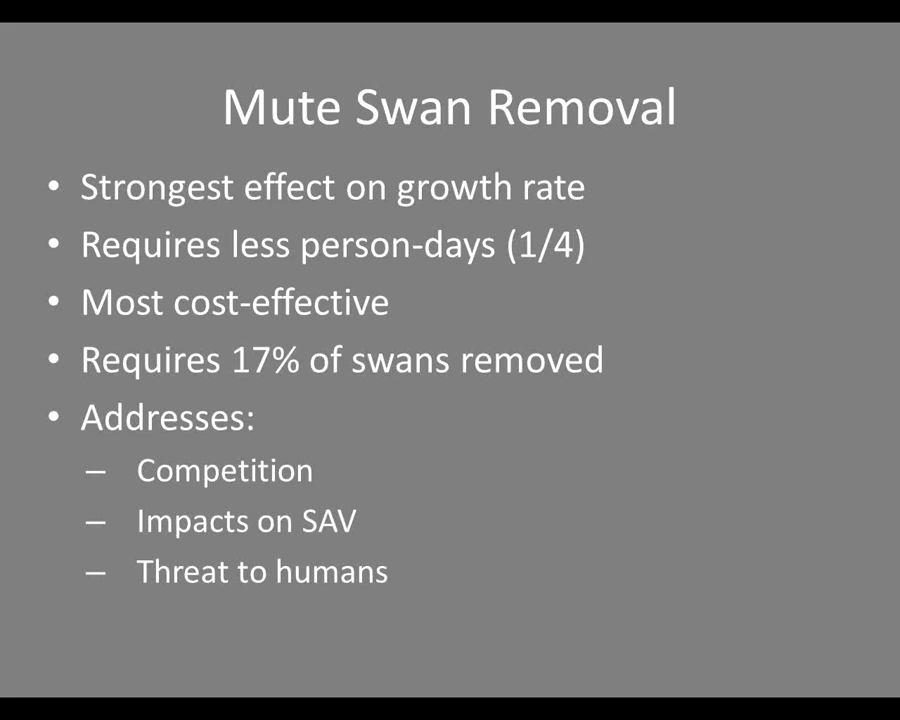 Mute Swan Removal
• Strongest effect on growth rate
• Requires less person-days (1/4)
• Most cost-effective
• Requires 17% of swans removed
• Addresses:
– Competition
– Impacts on SAV
– Threat to humans